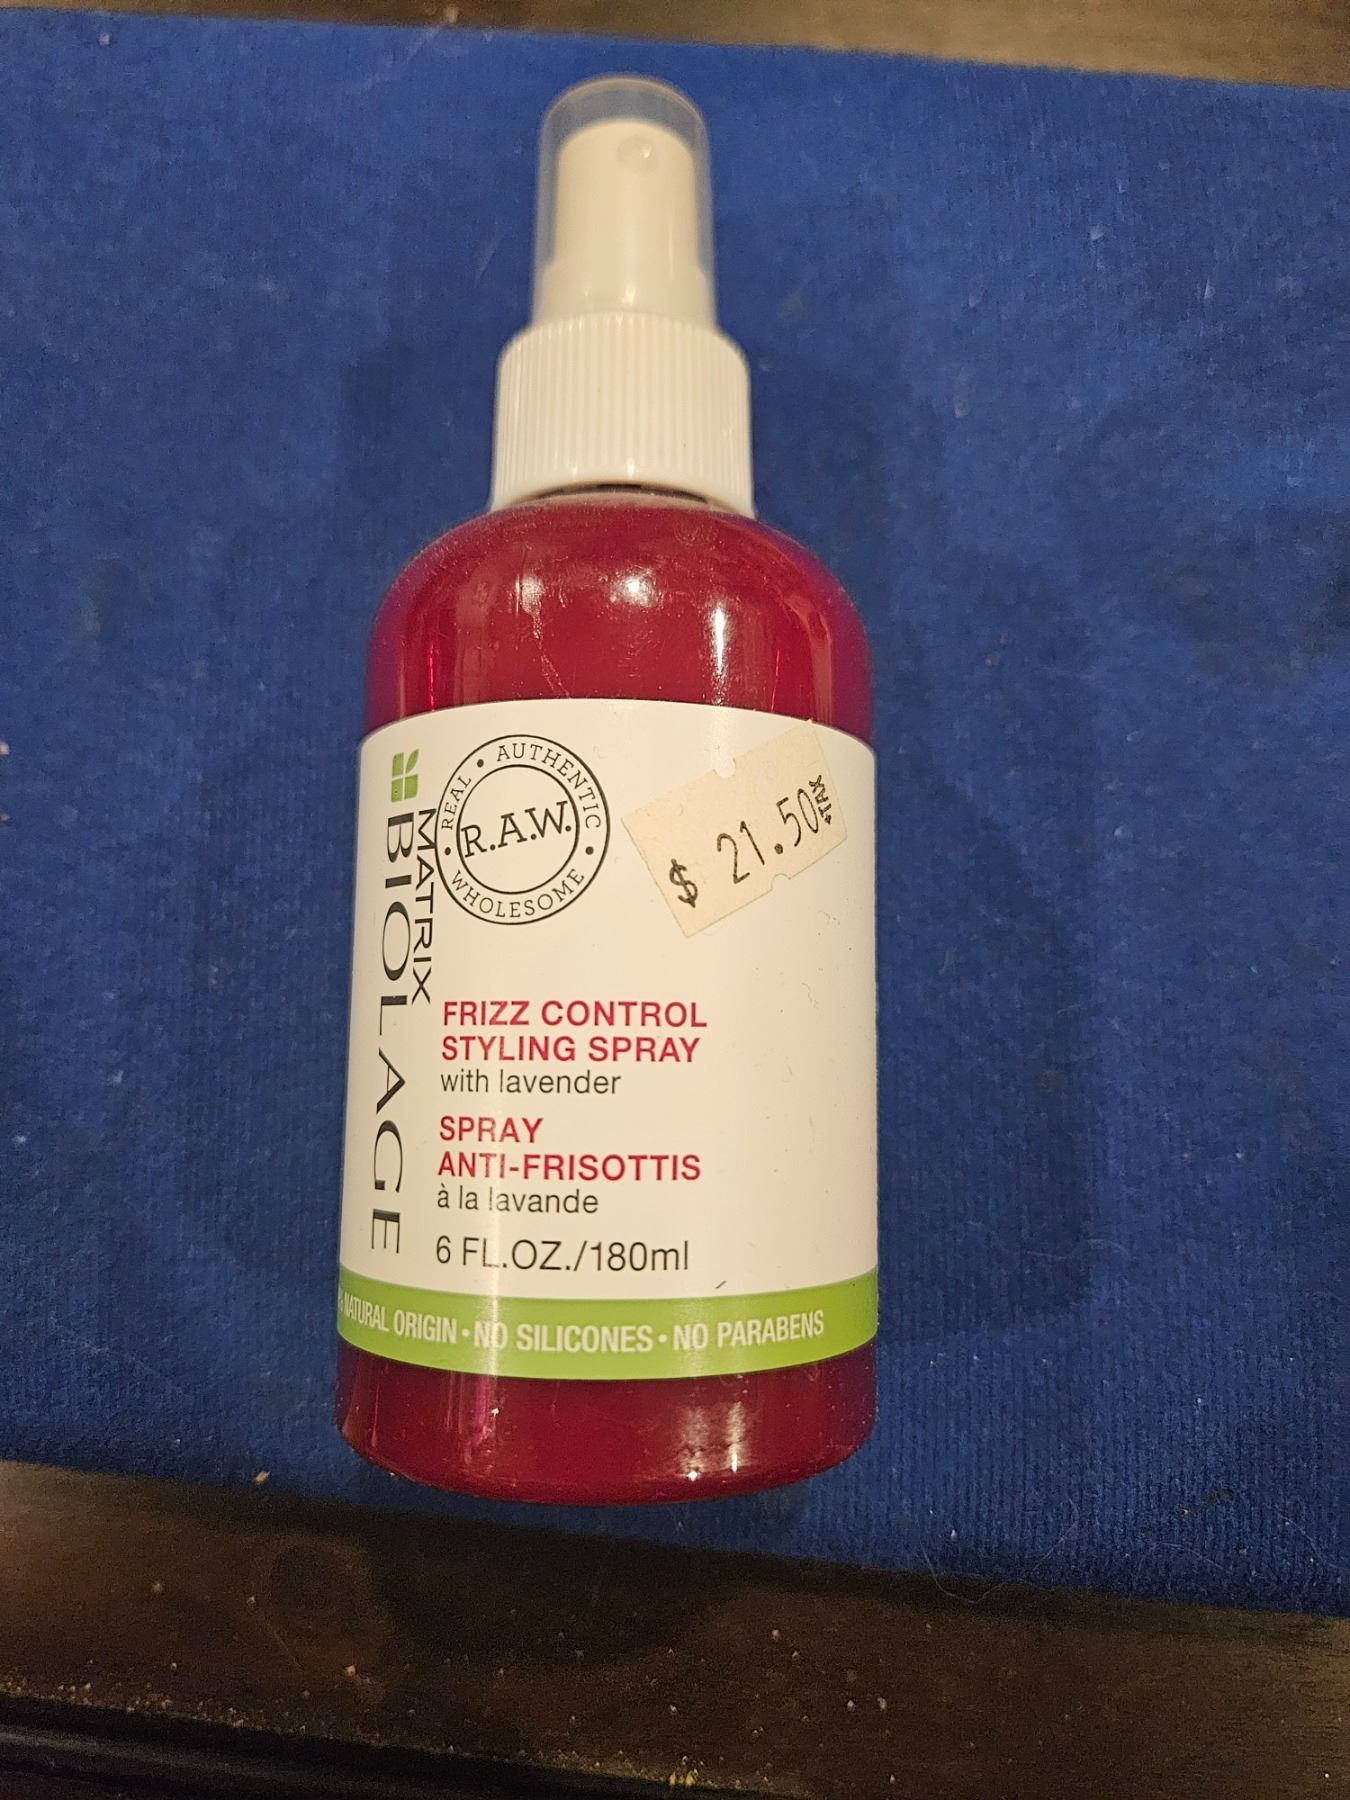 MATRIX
BIOLAGE
REAL • AUTHENTIC • WHOLESOME •
R.A.W.
$ 21.50 +TAX
FRIZZ CONTROL
STYLING SPRAY
with lavender
SPRAY
ANTI-FRISOTTIS
à la lavande
6 FL.OZ./180ml
NATURAL ORIGIN • NO SILICONES • NO PARABENS